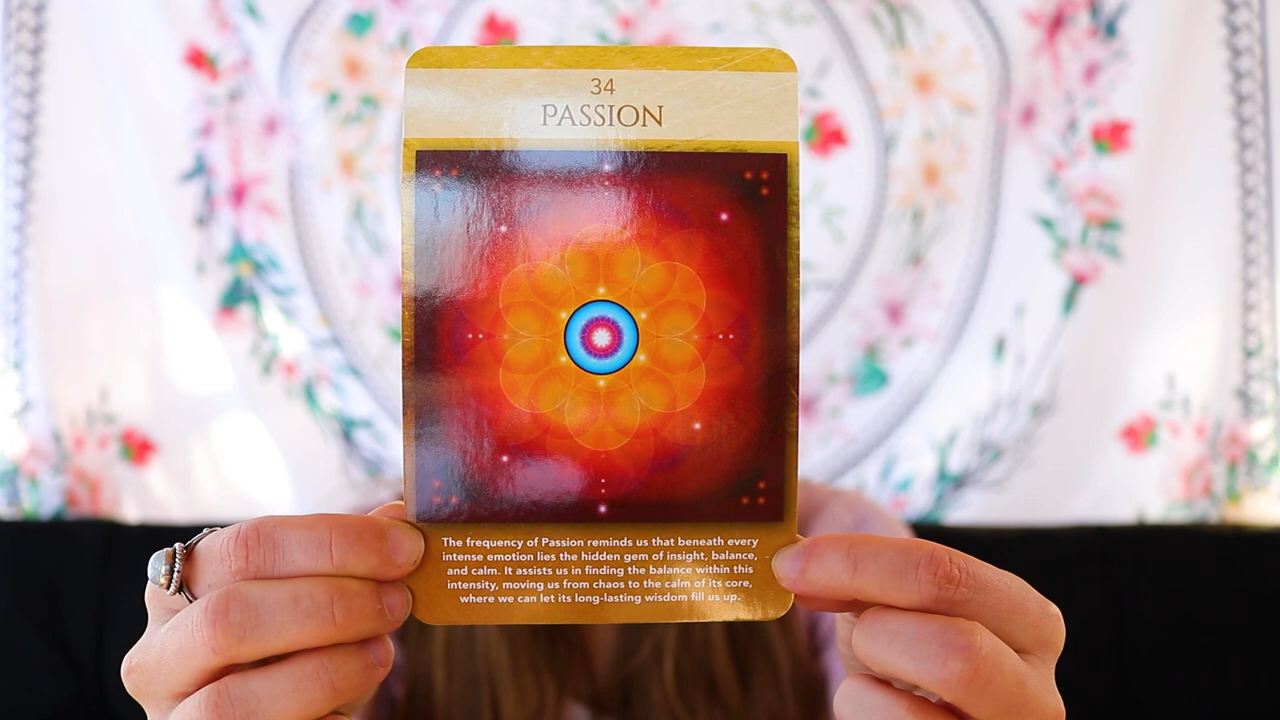 34
PASSION
The frequency of Passion reminds us that beneath every
intense emotion lies the hidden gem of insight, balance,
and calm. It assists us in finding the balance within this
intensity, moving us from chaos to the calm of its core,
where we can let its long-lasting wisdom fill us up.